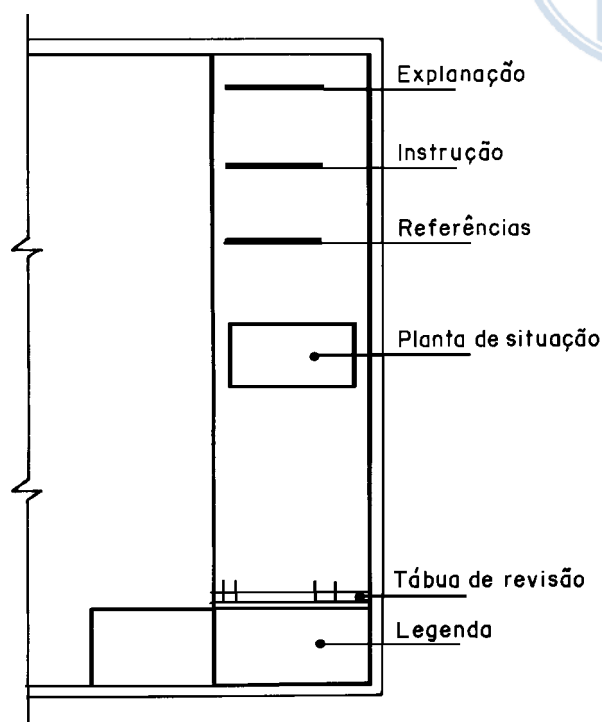 Explanação
Instrução
Referências
Planta de situação
Tábua de revisão
Legenda